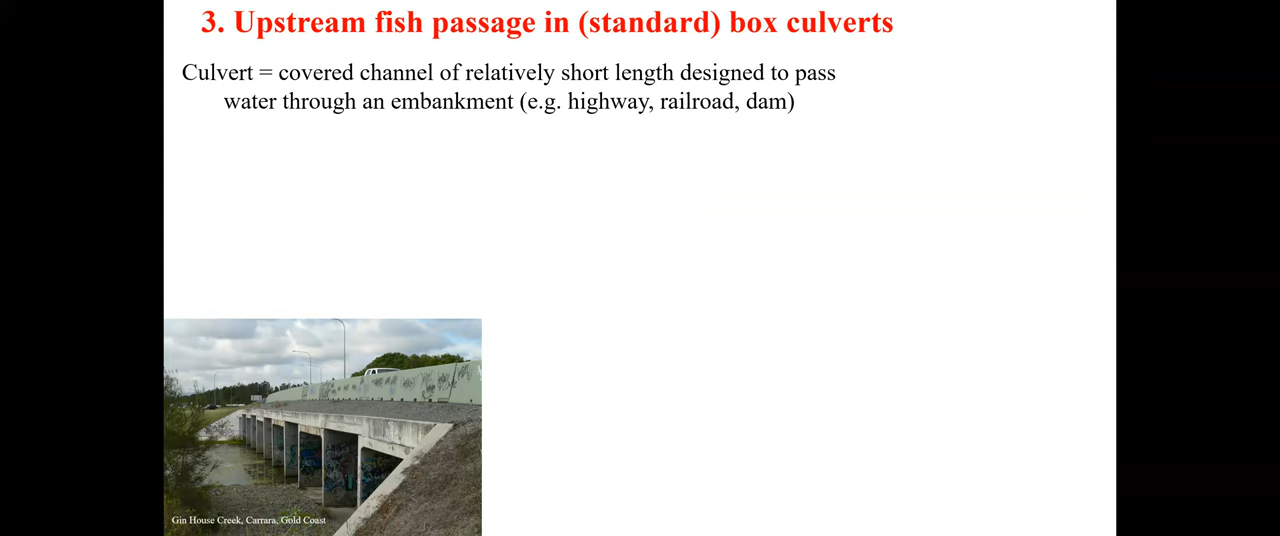 3. Upstream fish passage in (standard) box culverts
Culvert = covered channel of relatively short length designed to pass
water through an embankment (e.g. highway, railroad, dam)
Gin House Creek, Carrara, Gold Coast